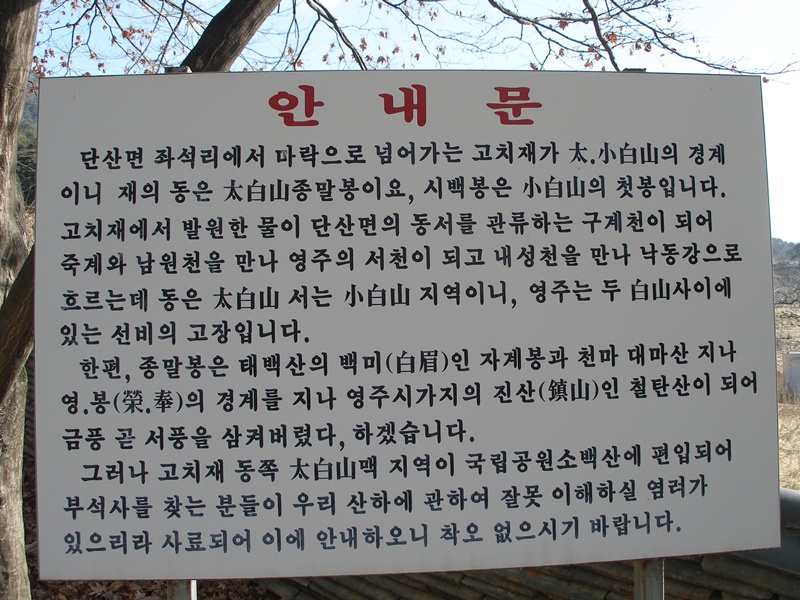 안 내 문
단산면 좌석리에서 마락으로 넘어가는 고치재가 太.小白山의 경계
이니 재의 동은 太白山종말봉이요, 시백봉은 小白山의 첫봉입니다.
고치재에서 발원한 물이 단산면의 동서를 관류하는 구계천이 되어
죽계와 남원천을 만나 영주의 서천이 되고 내성천을 만나 낙동강으로
흐르는데 동은 太白山 서는 小白山 지역이니, 영주는 두 白山사이에
있는 선비의 고장입니다.
한편, 종말봉은 태백산의 백미(白眉)인 자계봉과 천마 대마산 지나
영.봉(榮.奉)의 경계를 지나 영주시가지의 진산(鎭山)인 철탄산이 되어
금풍 곧 서풍을 삼켜버렸다, 하겠습니다.
그러나 고치재 동쪽 太白山맥 지역이 국립공원소백산에 편입되어
부석사를 찾는 분들이 우리 산하에 관하여 잘못 이해하실 염려가
있으리라 사료되어 이에 안내하오니 착오 없으시기 바랍니다.